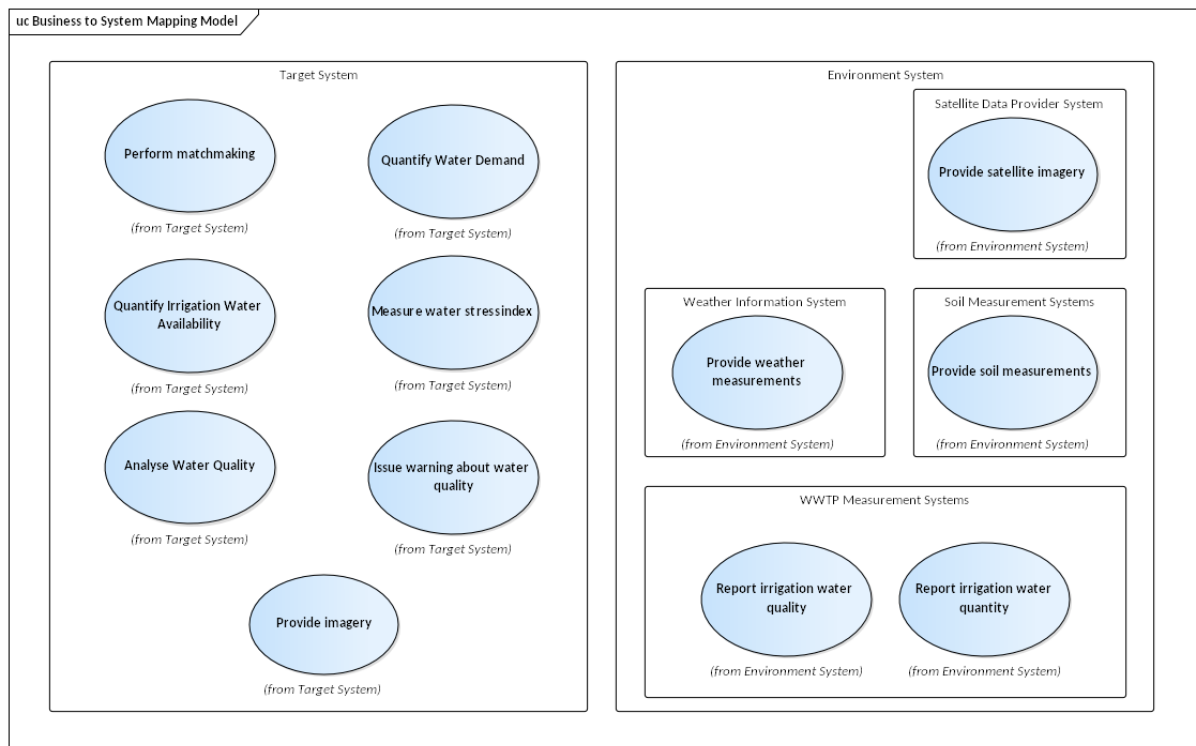 uc Business to System Mapping Model
Target System
Perform matchmaking
(from Target System)
Quantify Water Demand
(from Target System)
Quantify Irrigation Water
Availability
(from Target System)
Measure water stressindex
(from Target System)
Analyse Water Quality
(from Target System)
Issue warning about water
quality
(from Target System)
Provide imagery
(from Target System)
Environment System
Satellite Data Provider System
Provide satellite imagery
(from Environment System)
Weather Information System
Provide weather
measurements
(from Environment System)
Soil Measurement Systems
Provide soil measurements
(from Environment System)
WWTP Measurement Systems
Report irrigation water
quality
(from Environment System)
Report irrigation water
quantity
(from Environment System)